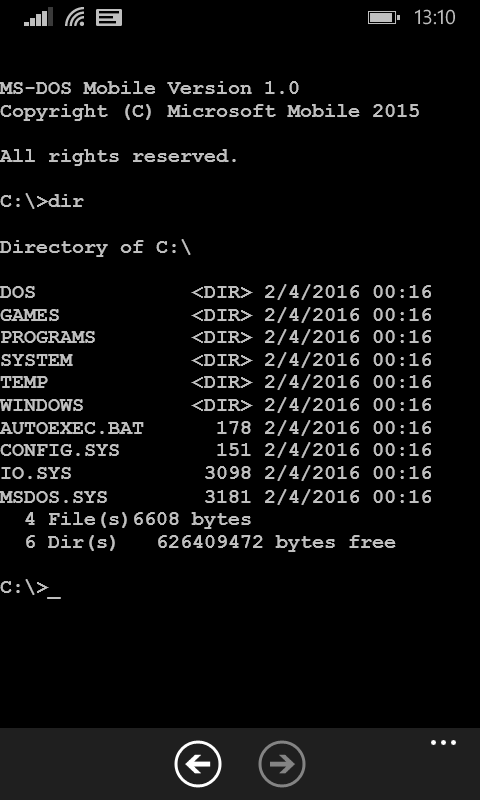 13:10
MS-DOS Mobile Version 1.0
Copyright (C) Microsoft Mobile 2015
All rights reserved.
C:\>dir
Directory of C:\
DOS <DIR> 2/4/2016 00:16
GAMES <DIR> 2/4/2016 00:16
PROGRAMS <DIR> 2/4/2016 00:16
SYSTEM <DIR> 2/4/2016 00:16
TEMP <DIR> 2/4/2016 00:16
WINDOWS <DIR> 2/4/2016 00:16
AUTOEXEC.BAT 178 2/4/2016 00:16
CONFIG.SYS 151 2/4/2016 00:16
IO.SYS 3098 2/4/2016 00:16
MSDOS.SYS 3181 2/4/2016 00:16
4 File(s)6608 bytes
6 Dir(s) 626409472 bytes free
C:\>_